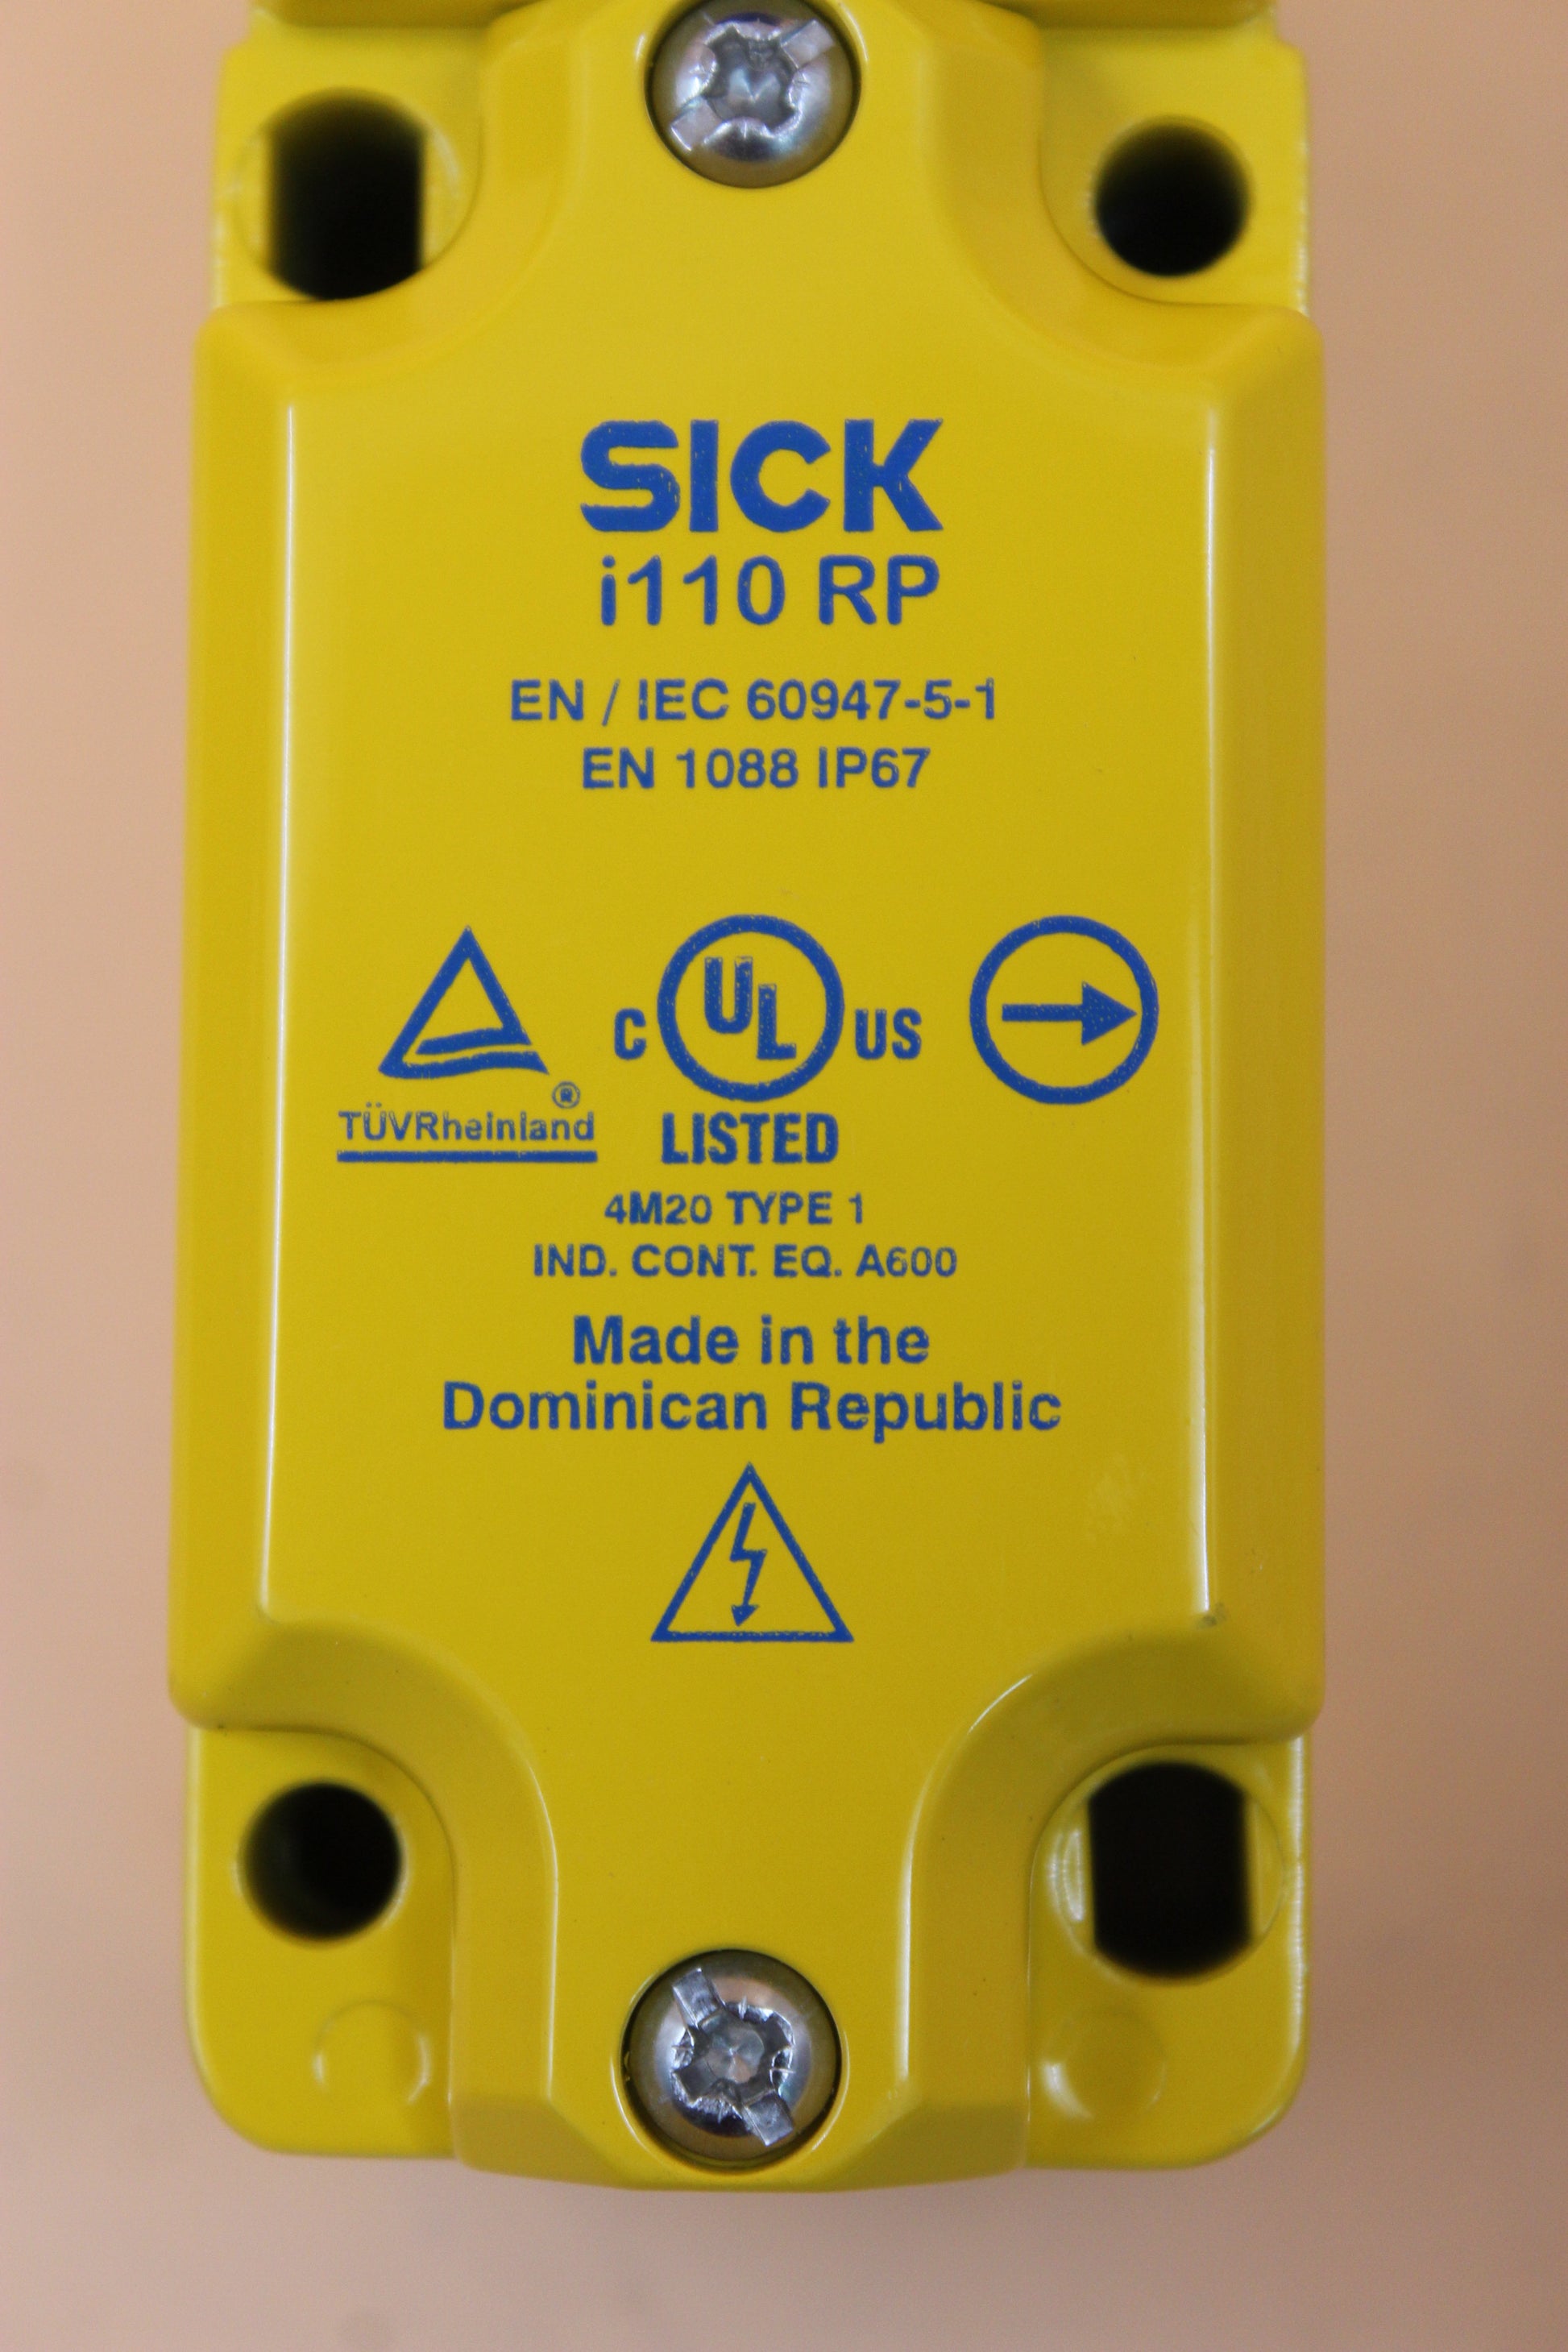 SICK
i110 RP
EN / IEC 60947-5-1
EN 1088 IP67
C UL US
®
TÜVRheinland
LISTED
4M20 TYPE 1
IND. CONT. EQ. A600
Made in the
Dominican Republic